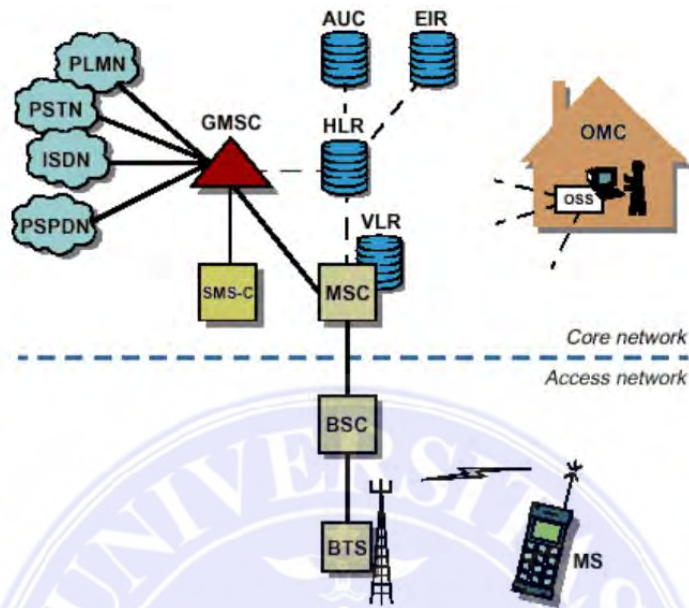 AUC
EIR
PLMN
PSTN
GMSC
HLR
OMC
ISDN
OSS
PSPDN
VLR
SMS-C
MSC
Core network
Access network
BSC
BTS
MS
UNIVERSITAS